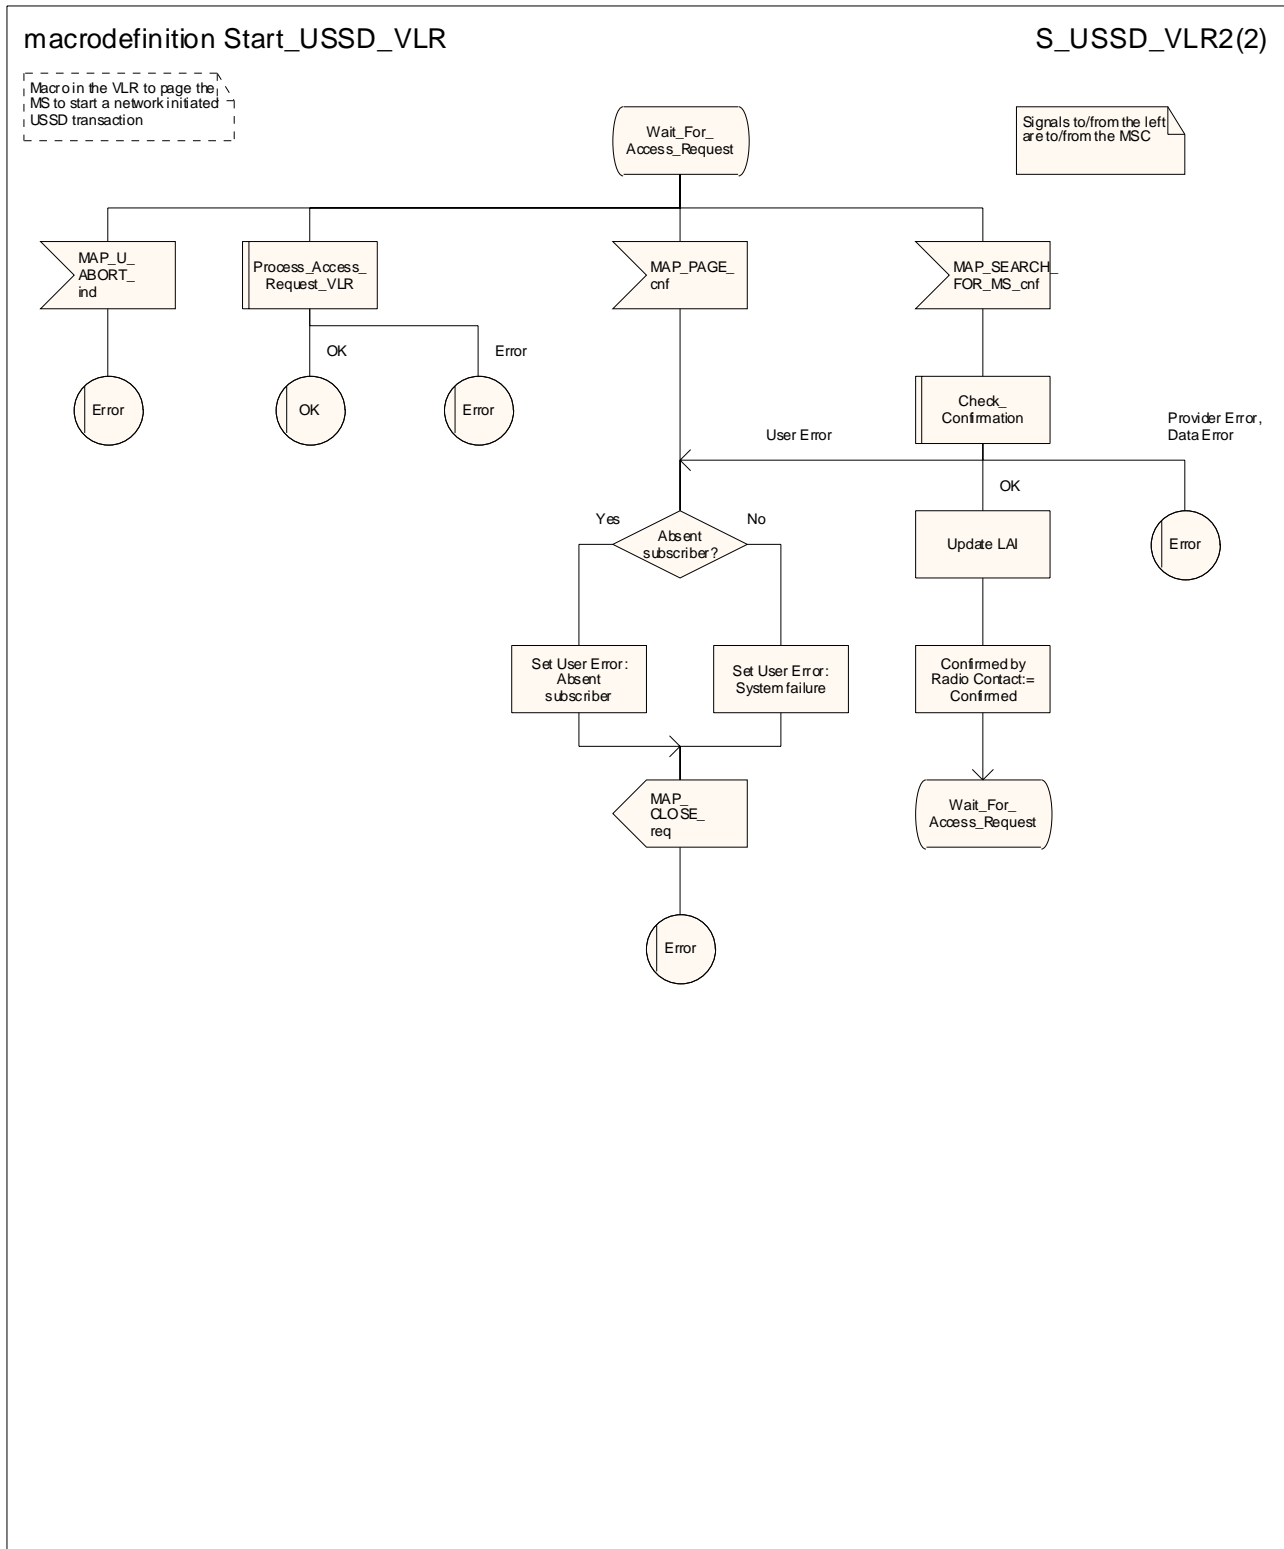 macrodefinition Start_USSD_VLR
S_USSD_VLR2(2)
Macro in the VLR to page the
MS to start a network initiated
USSD transaction
Wait_For_
Access_Request
Signals to/from the left
are to/from the MSC
MAP_U_
ABORT_
ind
Process_Access_
Request_VLR
MAP_PAGE_
cnf
MAP_SEARCH_
FOR_MS_cnf
OK
Error
Error
OK
Error
Check_
Confirmation
User Error
Provider Error,
Data Error
OK
Yes
No
Absent
subscriber?
Update LAI
Error
Set User Error:
Absent
subscriber
Set User Error:
System failure
Confirmed by
Radio Contact:=
Confirmed
MAP_
CLOSE_
req
Wait_For_
Access_Request
Error